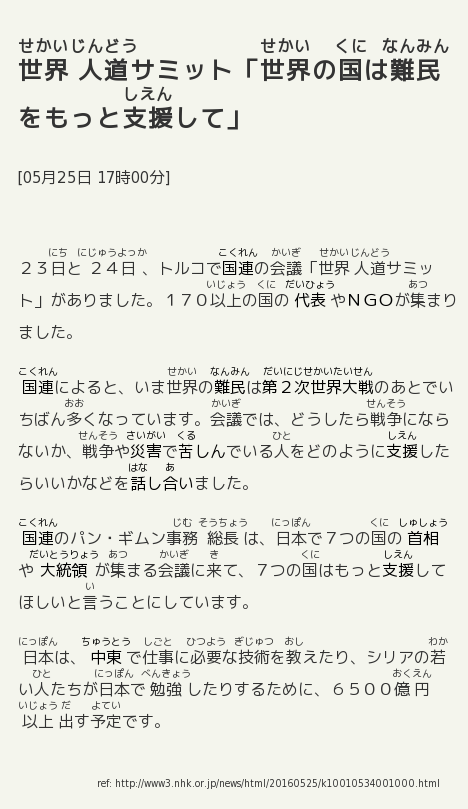 せかいじんどう せかい くに なんみん
世界 人道サミット「世界の国は難民
しえん
をもっと支援して」
[05月25日 17時00分]
にち にじゅうよっか こくれん かいぎ せかいじんどう
２３日と ２４日 、トルコで国連の会議「世界 人道サミッ
いじょう くに だいひょう あつ
ト」がありました。１７０以上の国の 代表 やＮＧＯが集まり
ました。
こくれん せかい なんみん だいにじせかいたいせん
国連によると、いま世界の難民は第２次世界大戦のあとでい
おお かいぎ せんそう
ちばん多くなっています。会議では、どうしたら戦争になら
せんそう さいがい くる ひと しえん
ないか、戦争や災害で苦しんでいる人をどのように支援した
はな あ
らいいかなどを話し合いました。
こくれん じむ そうちょう にっぽん くに しゅしょう
国連のパン・ギムン事務 総長 は、日本で７つの国の 首相
だいとうりょう あつ かいぎ き くに しえん
や 大統領 が集まる会議に来て、７つの国はもっと支援して
い
ほしいと言うことにしています。
にっぽん ちゅうとう しごと ひつよう ぎじゅつ おし わか
日本は、 中東 で仕事に必要な技術を教えたり、シリアの若
ひと にっぽん べんきょう おくえん
い人たちが日本で 勉強 したりするために、６５００億 円
いじょう だ よてい
以上 出す予定です。
ref: http://www3.nhk.or.jp/news/html/20160525/k10010534001000.html